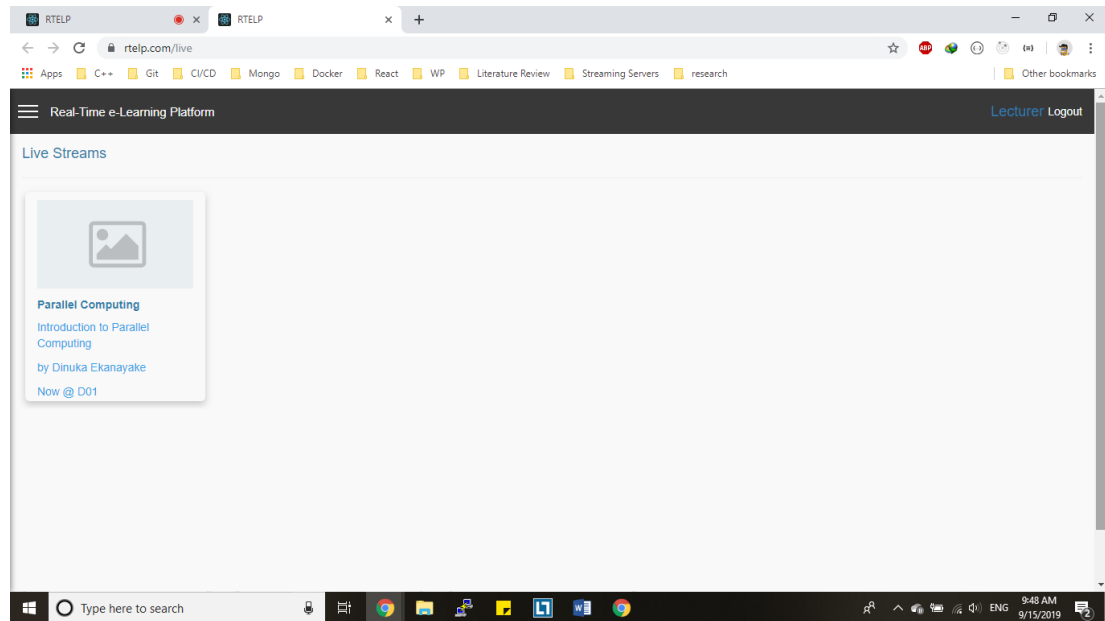 RTELP
RTELP
rtelp.com/live
ABP
Apps C++ Git CI/CD Mongo Docker React WP Literature Review Streaming Servers research Other bookmarks
Real-Time e-Learning Platform Lecturer Logout
Live Streams
Parallel Computing
Introduction to Parallel
Computing
by Dinuka Ekanayake
Now @ D01
Type here to search
ENG
9:48 AM
9/15/2019
2